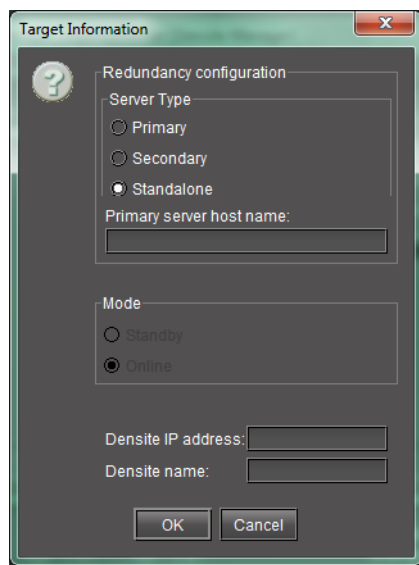 Target Information
Redundancy configuration
Server Type
Primary
Secondary
Standalone
Primary server host name:
Mode
Standby
Online
Densite IP address:
Densite name:
OK
Cancel